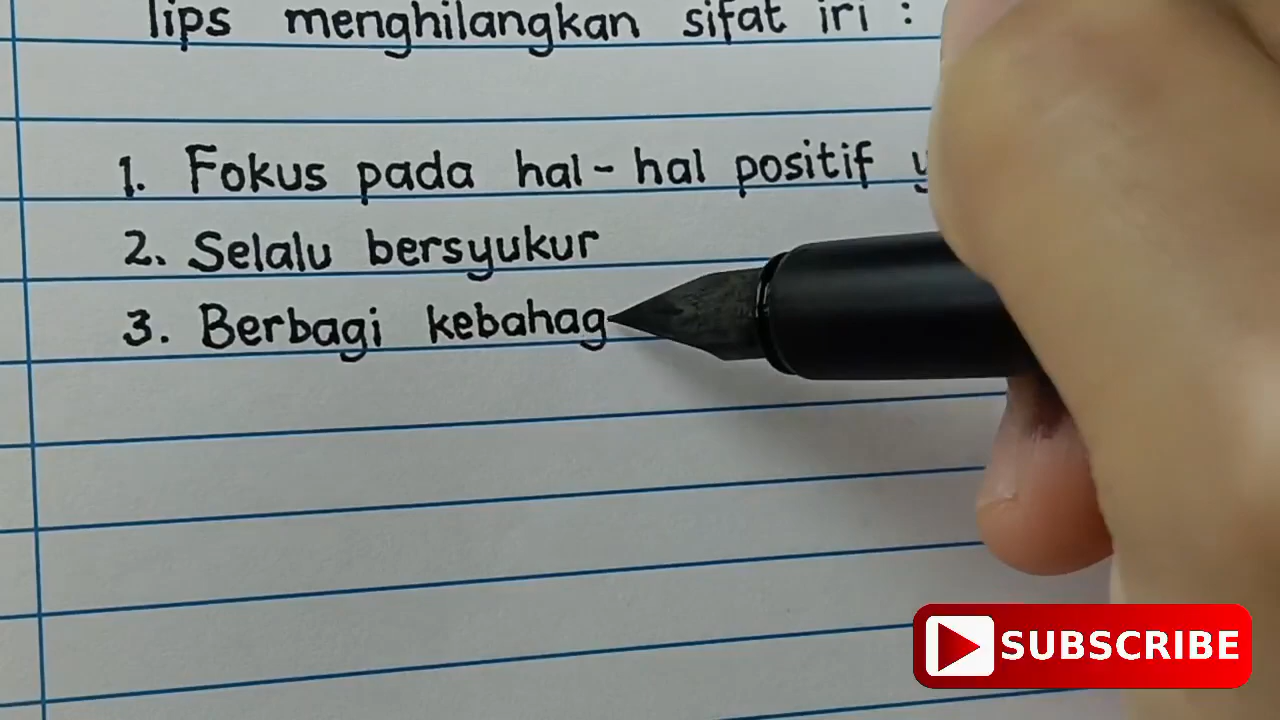 Tips menghilangkan sifat iri :
1. Fokus pada hal-hal positif y
2. Selalu bersyukur
3. Berbagi kebahag
SUBSCRIBE